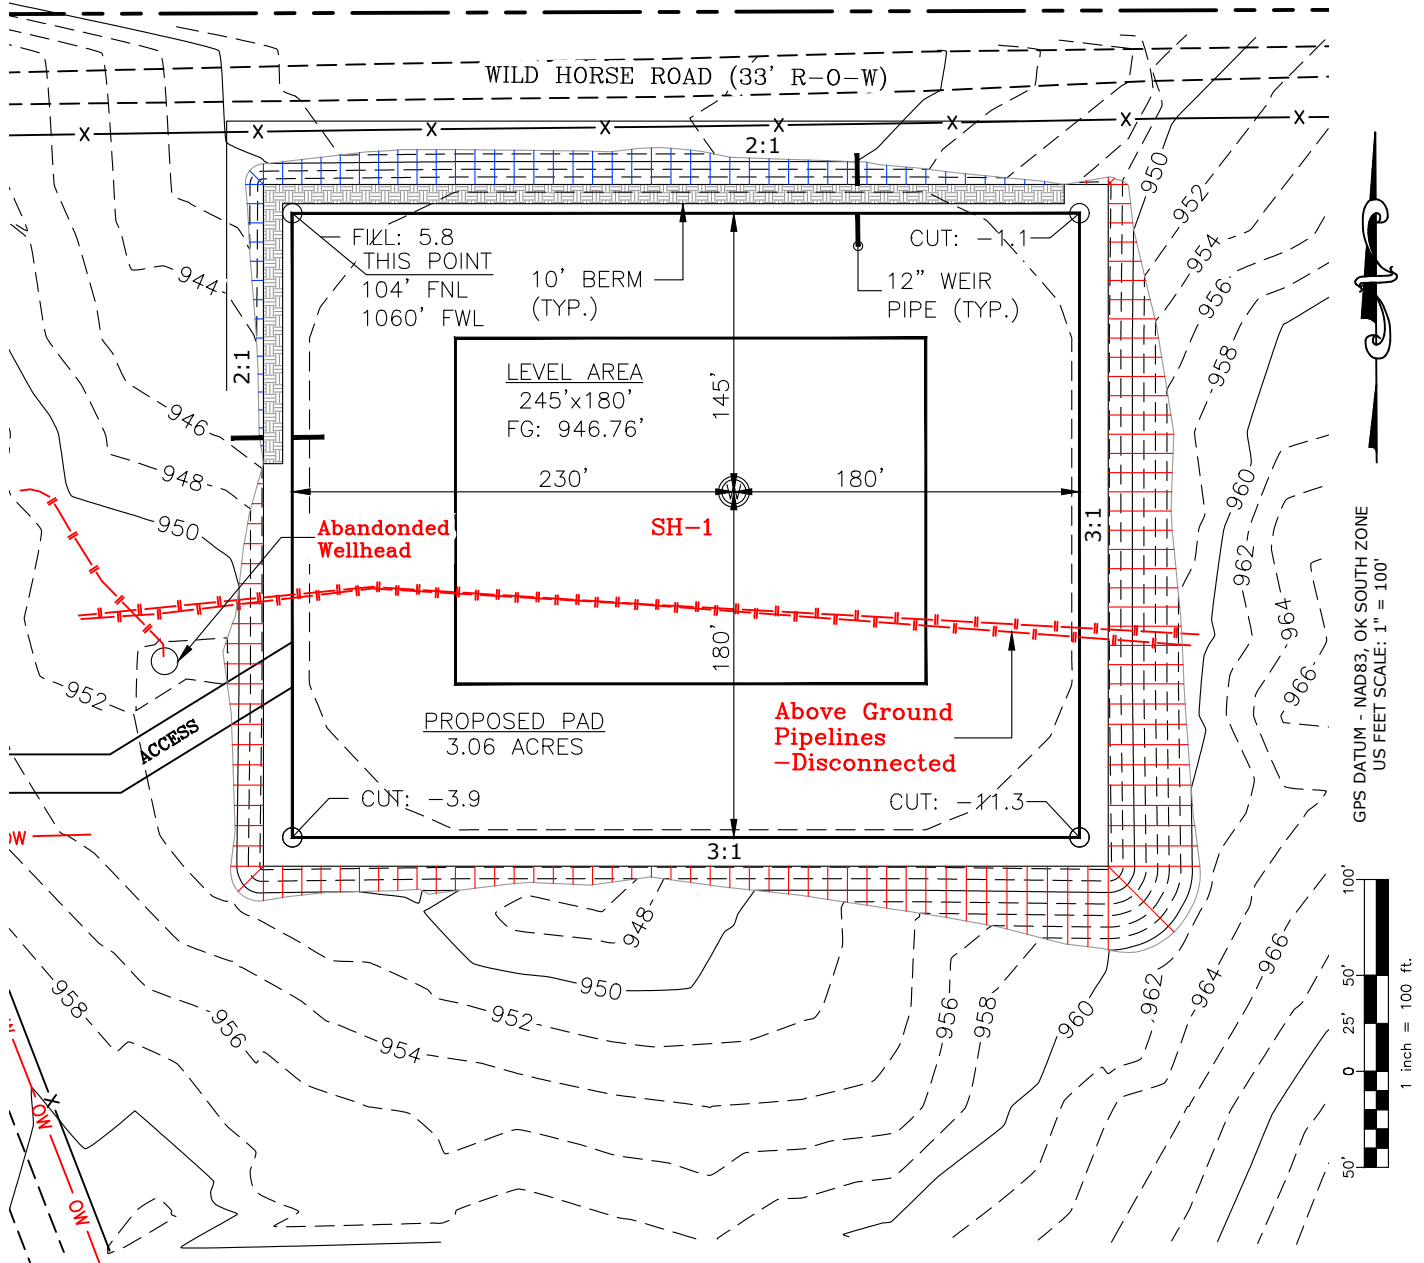 WILD HORSE ROAD (33' R-O-W)
X X X X X X X X
2:1
FILL: 5.8
THIS POINT
104' FNL
1060' FWL
10' BERM
(TYP.)
CUT: -1.1
12" WEIR
PIPE (TYP.)
2:1
LEVEL AREA
245'x180'
FG: 946.76'
145'
230'
180'
W
SH-1
180'
3:1
Abandonded
Wellhead
PROPOSED PAD
3.06 ACRES
Above Ground
Pipelines
-Disconnected
ACCESS
CUT: -3.9
CUT: -11.3
3:1
944
946
948
950
952
950
952
954
956
958
960
962
964
966
948
950
952
954
956
958
956
958
960
962
964
966
OW
X
OW
OW
GPS DATUM - NAD83, OK SOUTH ZONE
US FEET SCALE: 1" = 100'
100'
50'
25'
0
50'
1 inch = 100 ft.